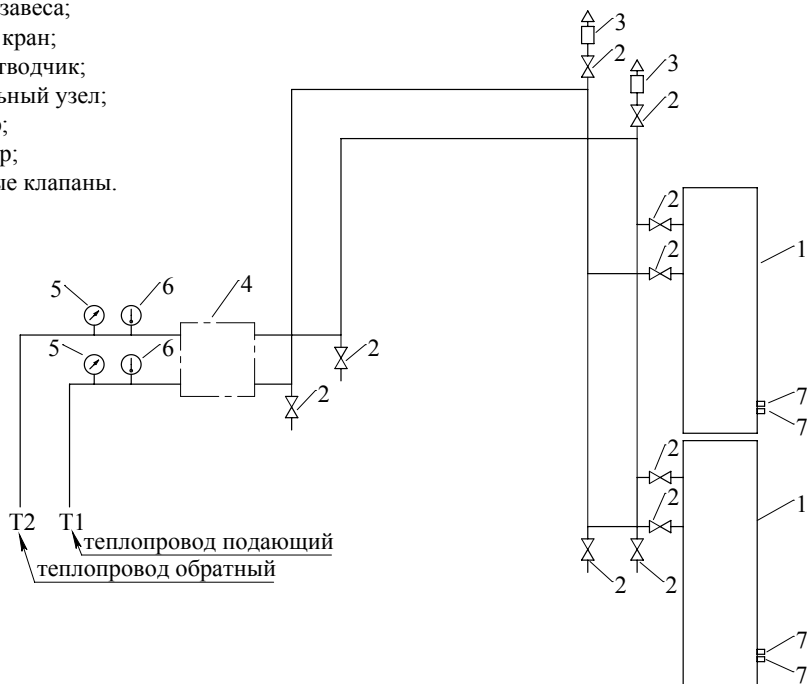 завеса;
кран;
тводчик;
ьный узел;
р;
р;
ые клапаны.
3
2
3
2
2
1
2
5
6
4
5
6
2
2
7
7
2
2
1
T2
T1
теплопровод подающий
теплопровод обратный
2
2
7
7